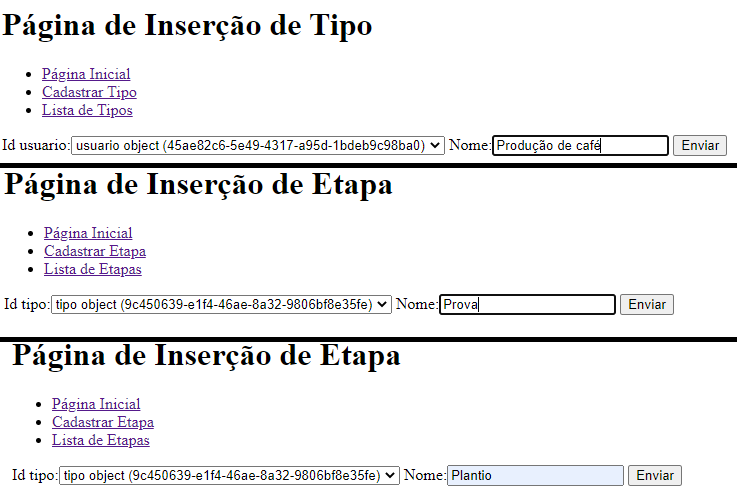 Página de Inserção de Tipo
Página Inicial
Cadastrar Tipo
Lista de Tipos
Id usuario: usuario object (45ae82c6-5e49-4317-a95d-1bdeb9c98ba0) Nome: Produção de café Enviar
Página de Inserção de Etapa
Página Inicial
Cadastrar Etapa
Lista de Etapas
Id tipo: tipo object (9c450639-e1f4-46ae-8a32-9806bf8e35fe) Nome: Prova Enviar
Página de Inserção de Etapa
Página Inicial
Cadastrar Etapa
Lista de Etapas
Id tipo: tipo object (9c450639-e1f4-46ae-8a32-9806bf8e35fe) Nome: Plantio Enviar